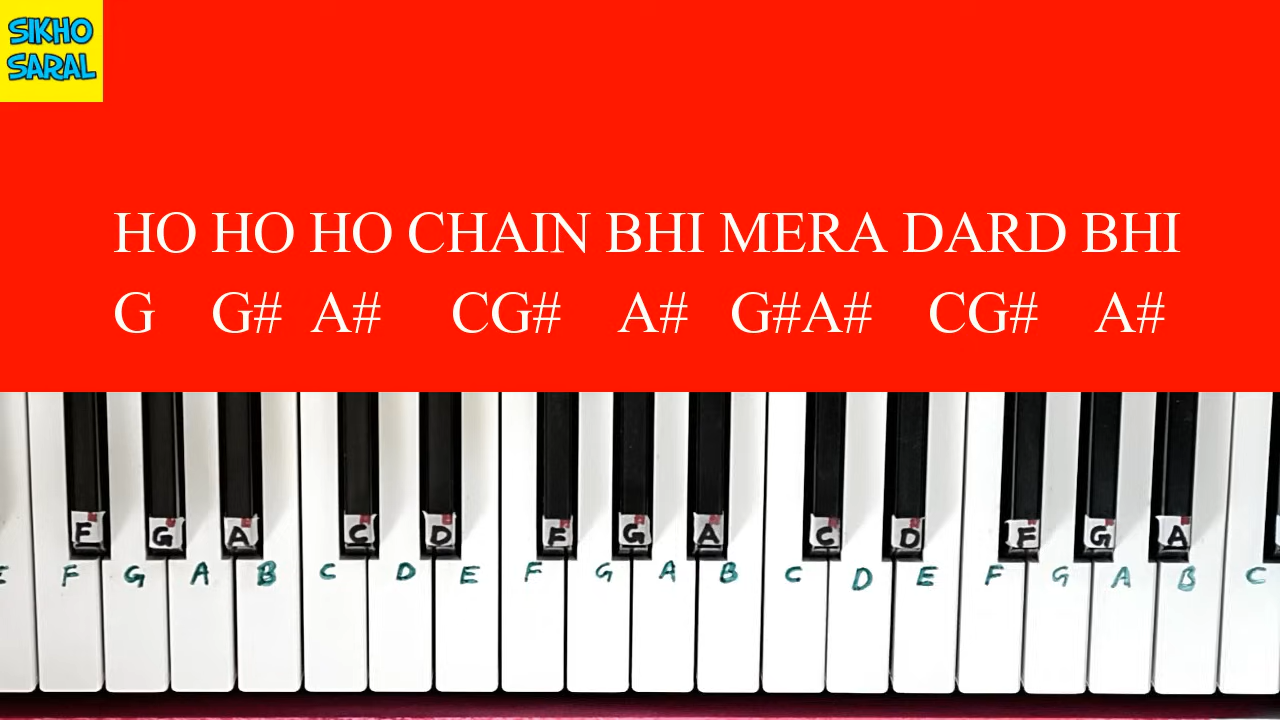 SIKHO
SARAL
HO HO HO CHAIN BHI MERA DARD BHI
G G# A# CG# A# G#A# CG# A#
F G A C D F G A C D F G A
F G A B C D E F G A B C D E F G A B C